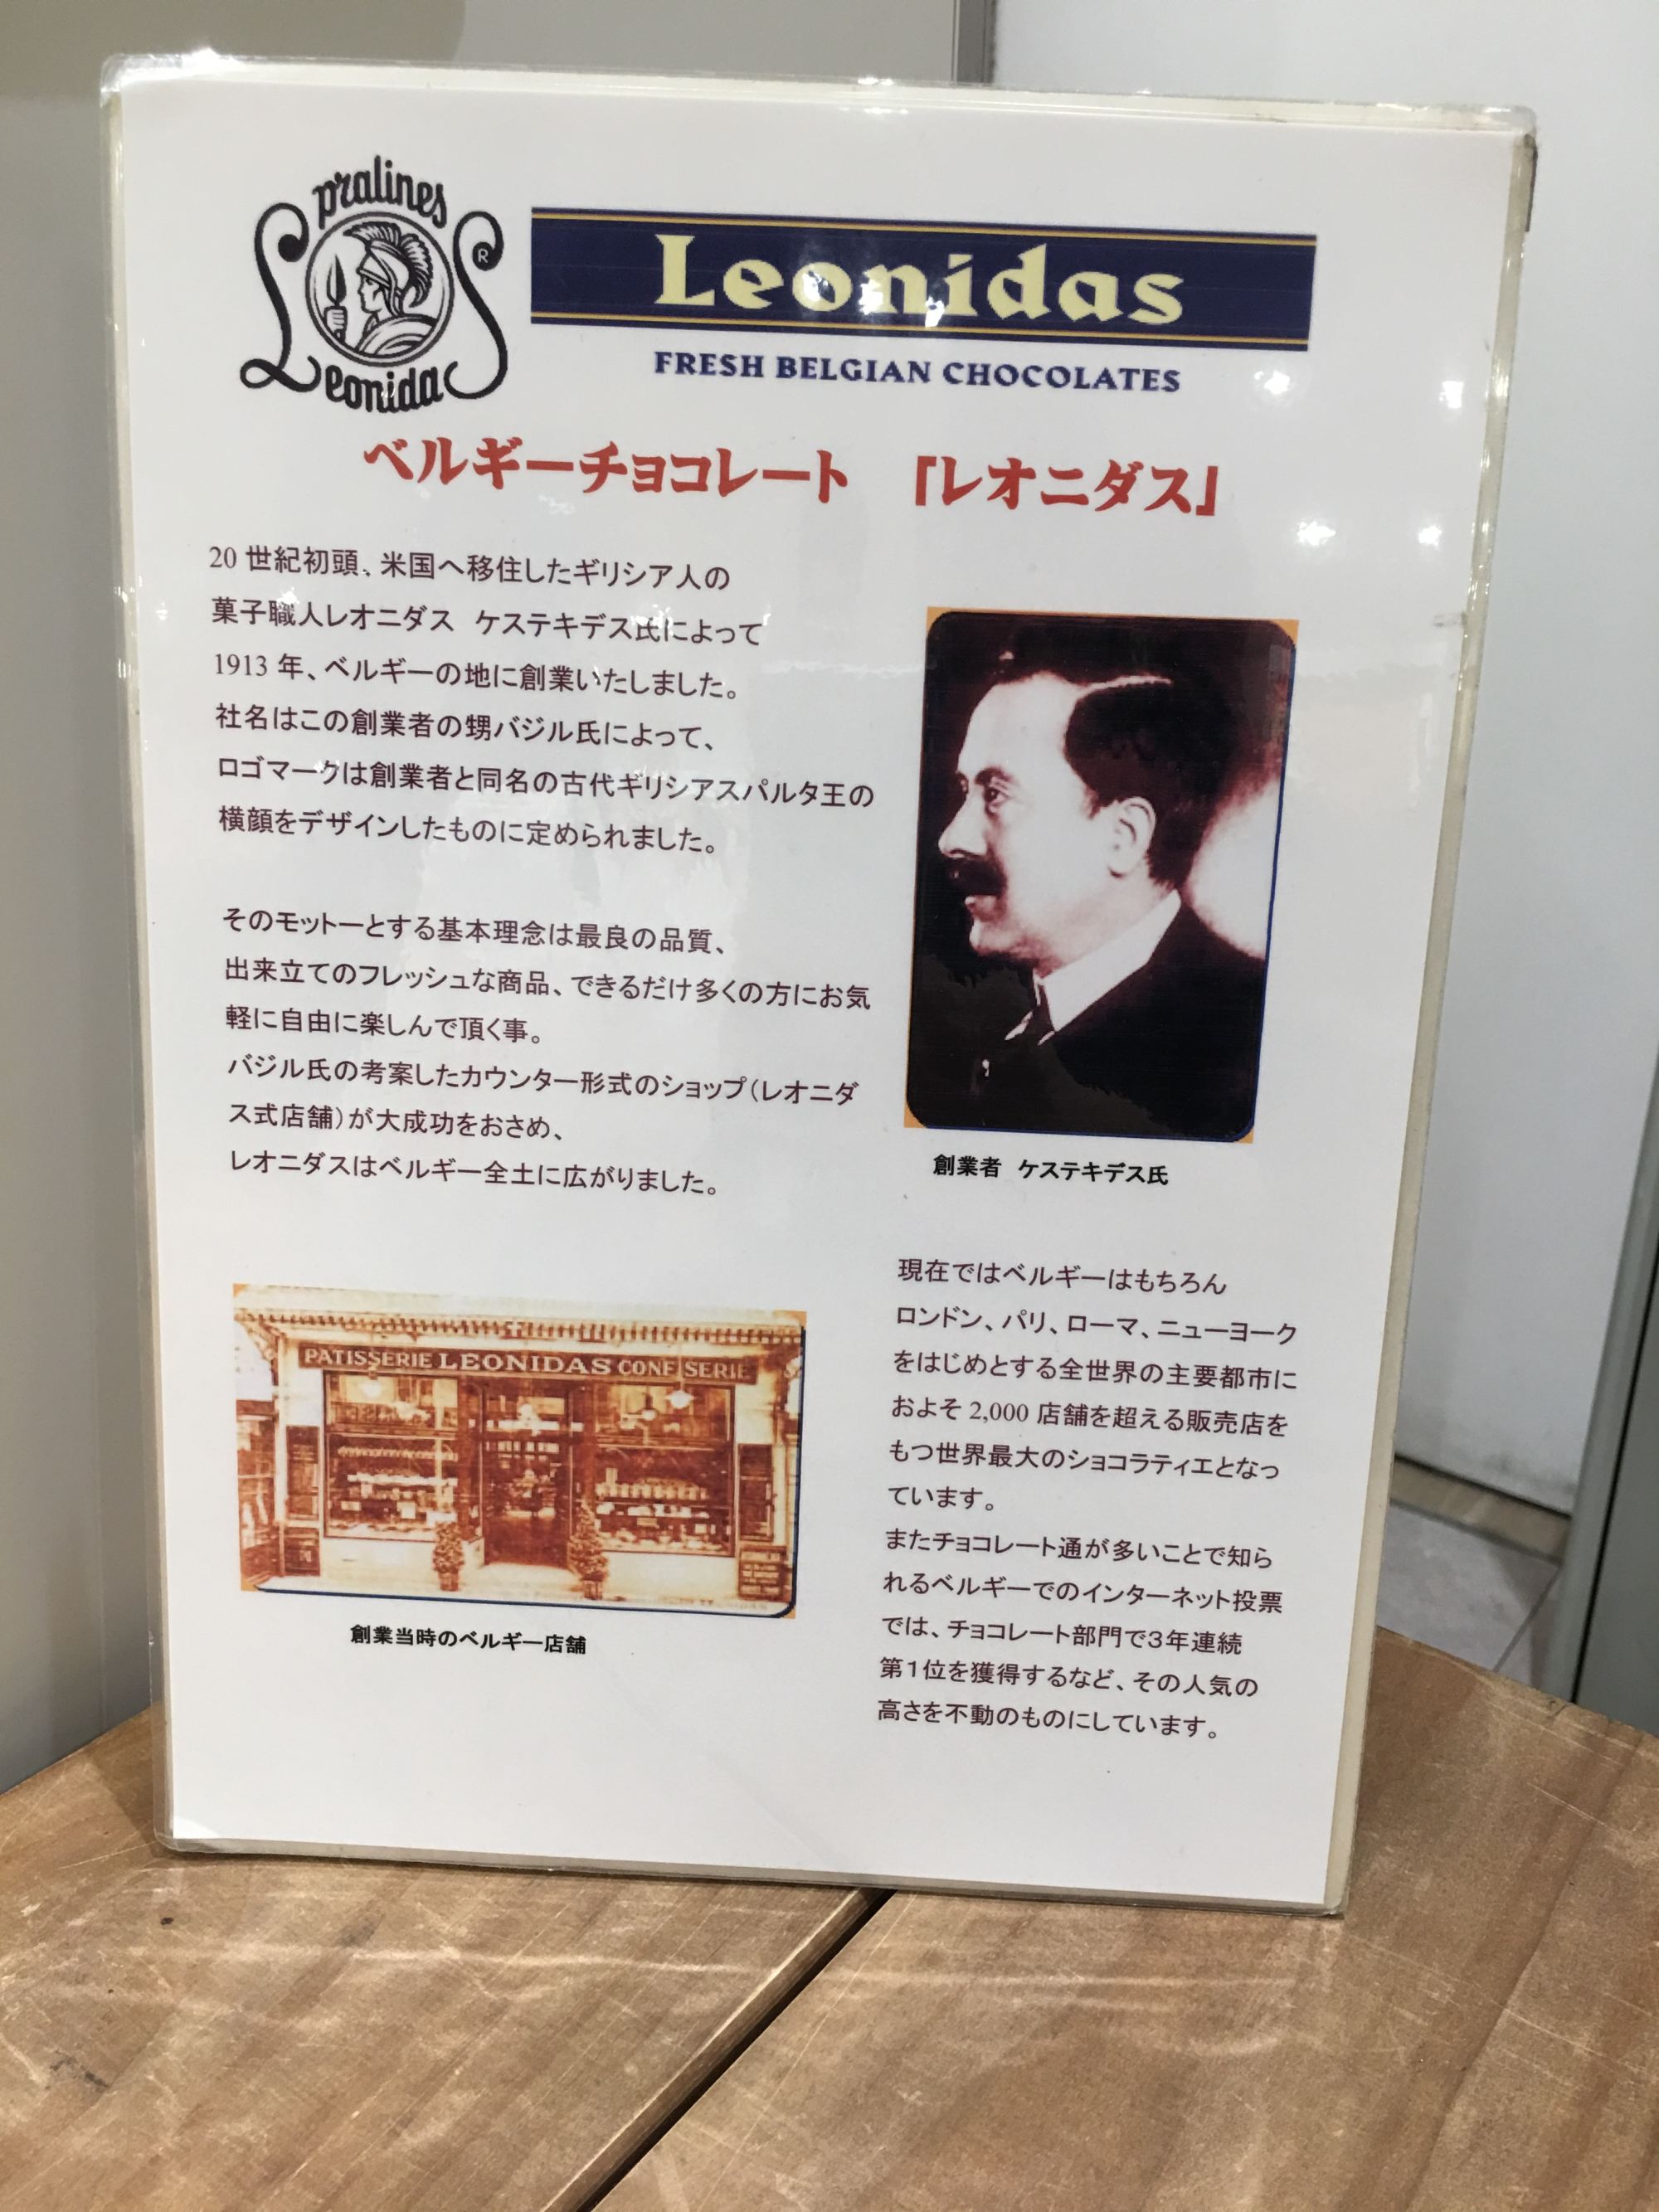 pralines
Leonidas
®
Leonidas
FRESH BELGIAN CHOCOLATES
ベルギーチョコレート 「レオニダス」
20 世紀初頭、米国へ移住したギリシア人の
菓子職人レオニダス ケステキデス氏によって
1913 年、ベルギーの地に創業いたしました。
社名はこの創業者の甥バジル氏によって、
ロゴマークは創業者と同名の古代ギリシアスパルタ王の
横顔をデザインしたものに定められました。
そのモットーとする基本理念は最良の品質、
出来立てのフレッシュな商品、できるだけ多くの方にお気
軽に自由に楽しんで頂く事。
バジル氏の考案したカウンター形式のショップ(レオニダ
ス式店舗)が大成功をおさめ、
レオニダスはベルギー全土に広がりました。
創業者 ケステキデス氏
PATISSERIE LEONIDAS CONFISERIE
創業当時のベルギー店舗
現在ではベルギーはもちろん
ロンドン、パリ、ローマ、ニューヨーク
をはじめとする全世界の主要都市に
およそ 2,000 店舗を超える販売店を
もつ世界最大のショコラティエとなっ
ています。
またチョコレート通が多いことで知ら
れるベルギーでのインターネット投票
では、チョコレート部門で3年連続
第1位を獲得するなど、その人気の
高さを不動のものにしています。